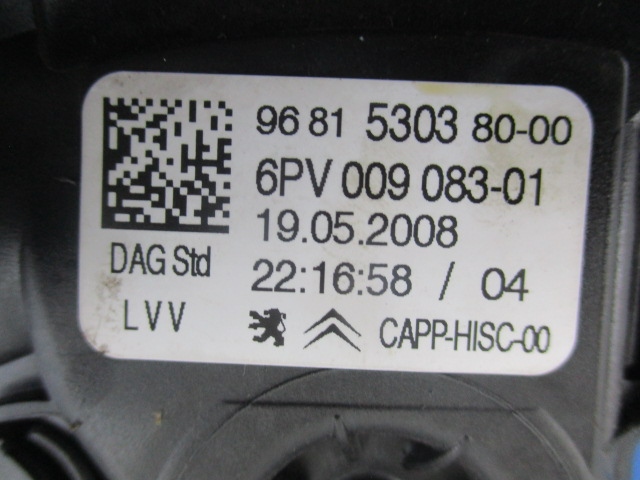 96 81 5303 80-00
6PV 009 083-01
19.05.2008
DAG Std
22:16:58 / 04
LVV
CAPP-HISC-00